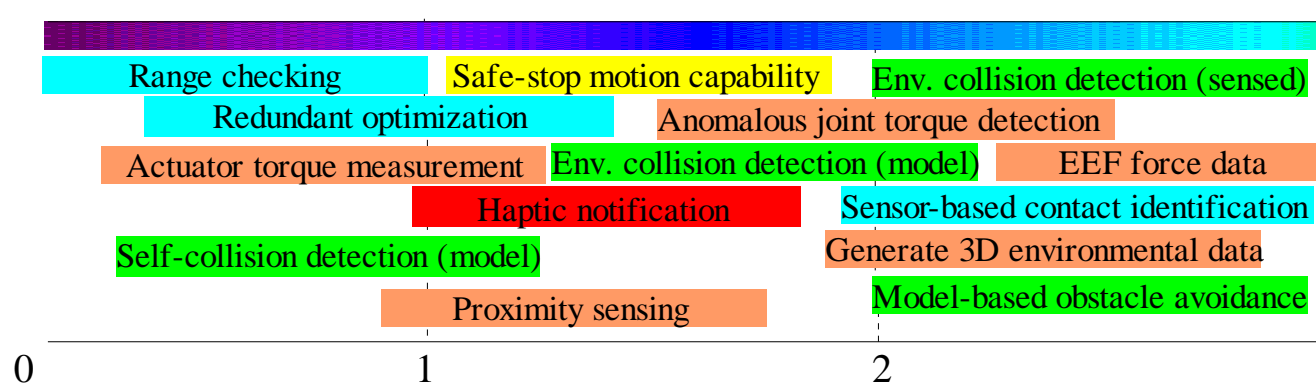 Range checking
Safe-stop motion capability
Env. collision detection (sensed)
Redundant optimization
Anomalous joint torque detection
Actuator torque measurement
Env. collision detection (model)
EEF force data
Haptic notification
Sensor-based contact identification
Self-collision detection (model)
Generate 3D environmental data
Proximity sensing
Model-based obstacle avoidance
0
1
2